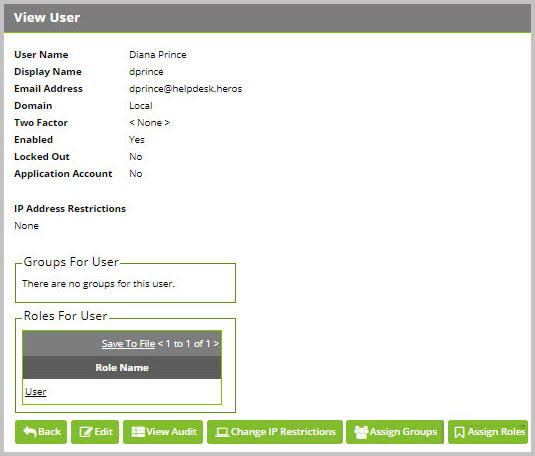 View User
User Name Diana Prince
Display Name dprince
Email Address dprince@helpdesk.heros
Domain Local
Two Factor < None >
Enabled Yes
Locked Out No
Application Account No
IP Address Restrictions
None
Groups For User
There are no groups for this user.
Roles For User
Save To File < 1 to 1 of 1 >
Role Name
User
Back Edit View Audit Change IP Restrictions Assign Groups Assign Roles